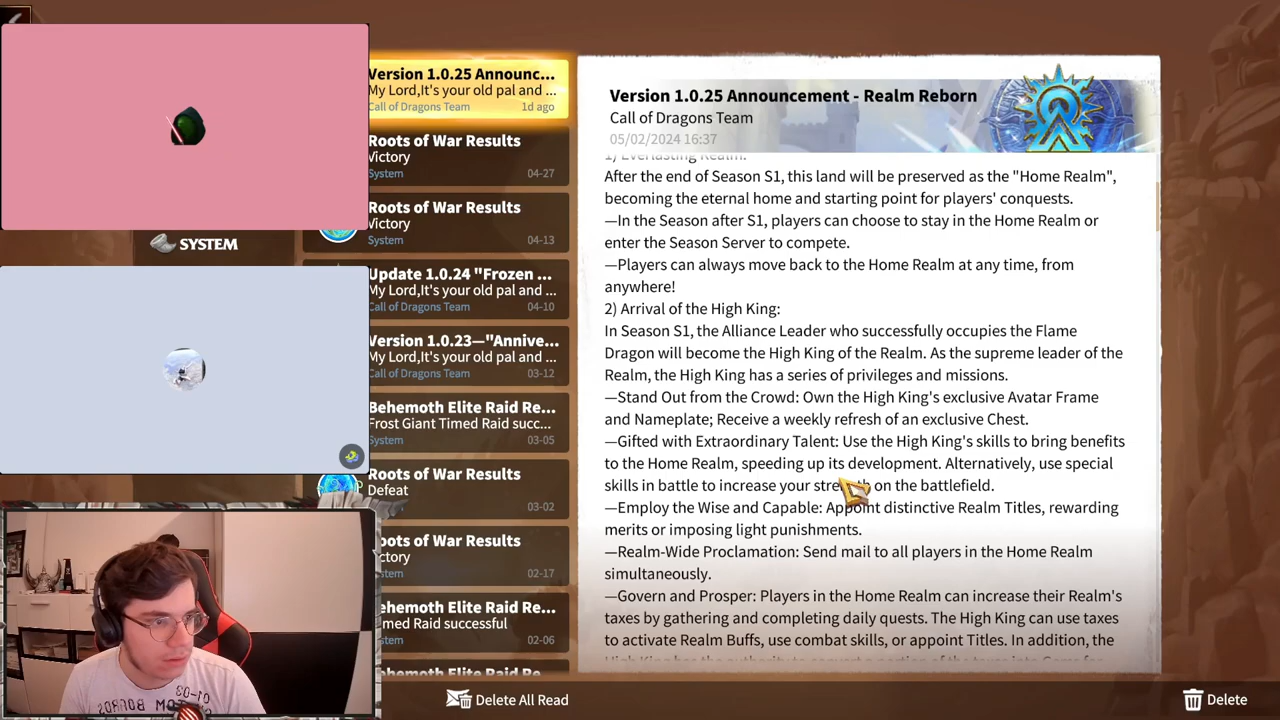 SYSTEM
Version 1.0.25 Announc...
My Lord,It's your old pal and ...
Call of Dragons Team
1d ago
Roots of War Results
Victory
System
04-27
Roots of War Results
Victory
System
04-13
Update 1.0.24 "Frozen ...
My Lord,It's your old pal and ...
Call of Dragons Team
04-10
Version 1.0.23—"Annive...
My Lord,It's your old pal and ...
Call of Dragons Team
03-12
Behemoth Elite Raid Re...
Frost Giant Timed Raid succ...
System
03-05
Roots of War Results
Defeat
03-02
oots of War Results
ctory
stem
02-17
ehemoth Elite Raid Re...
med Raid successful
stem
02-06
ehemoth Elite Raid Re...
Delete All Read
Version 1.0.25 Announcement - Realm Reborn
Call of Dragons Team
05/02/2024 16:37
1) Everlasting Realm:
After the end of Season S1, this land will be preserved as the "Home Realm",
becoming the eternal home and starting point for players' conquests.
—In the Season after S1, players can choose to stay in the Home Realm or
enter the Season Server to compete.
—Players can always move back to the Home Realm at any time, from
anywhere!
2) Arrival of the High King:
In Season S1, the Alliance Leader who successfully occupies the Flame
Dragon will become the High King of the Realm. As the supreme leader of the
Realm, the High King has a series of privileges and missions.
—Stand Out from the Crowd: Own the High King's exclusive Avatar Frame
and Nameplate; Receive a weekly refresh of an exclusive Chest.
—Gifted with Extraordinary Talent: Use the High King's skills to bring benefits
to the Home Realm, speeding up its development. Alternatively, use special
skills in battle to increase your strength on the battlefield.
—Employ the Wise and Capable: Appoint distinctive Realm Titles, rewarding
merits or imposing light punishments.
—Realm-Wide Proclamation: Send mail to all players in the Home Realm
simultaneously.
—Govern and Prosper: Players in the Home Realm can increase their Realm's
taxes by gathering and completing daily quests. The High King can use taxes
to activate Realm Buffs, use combat skills, or appoint Titles. In addition, the
Delete